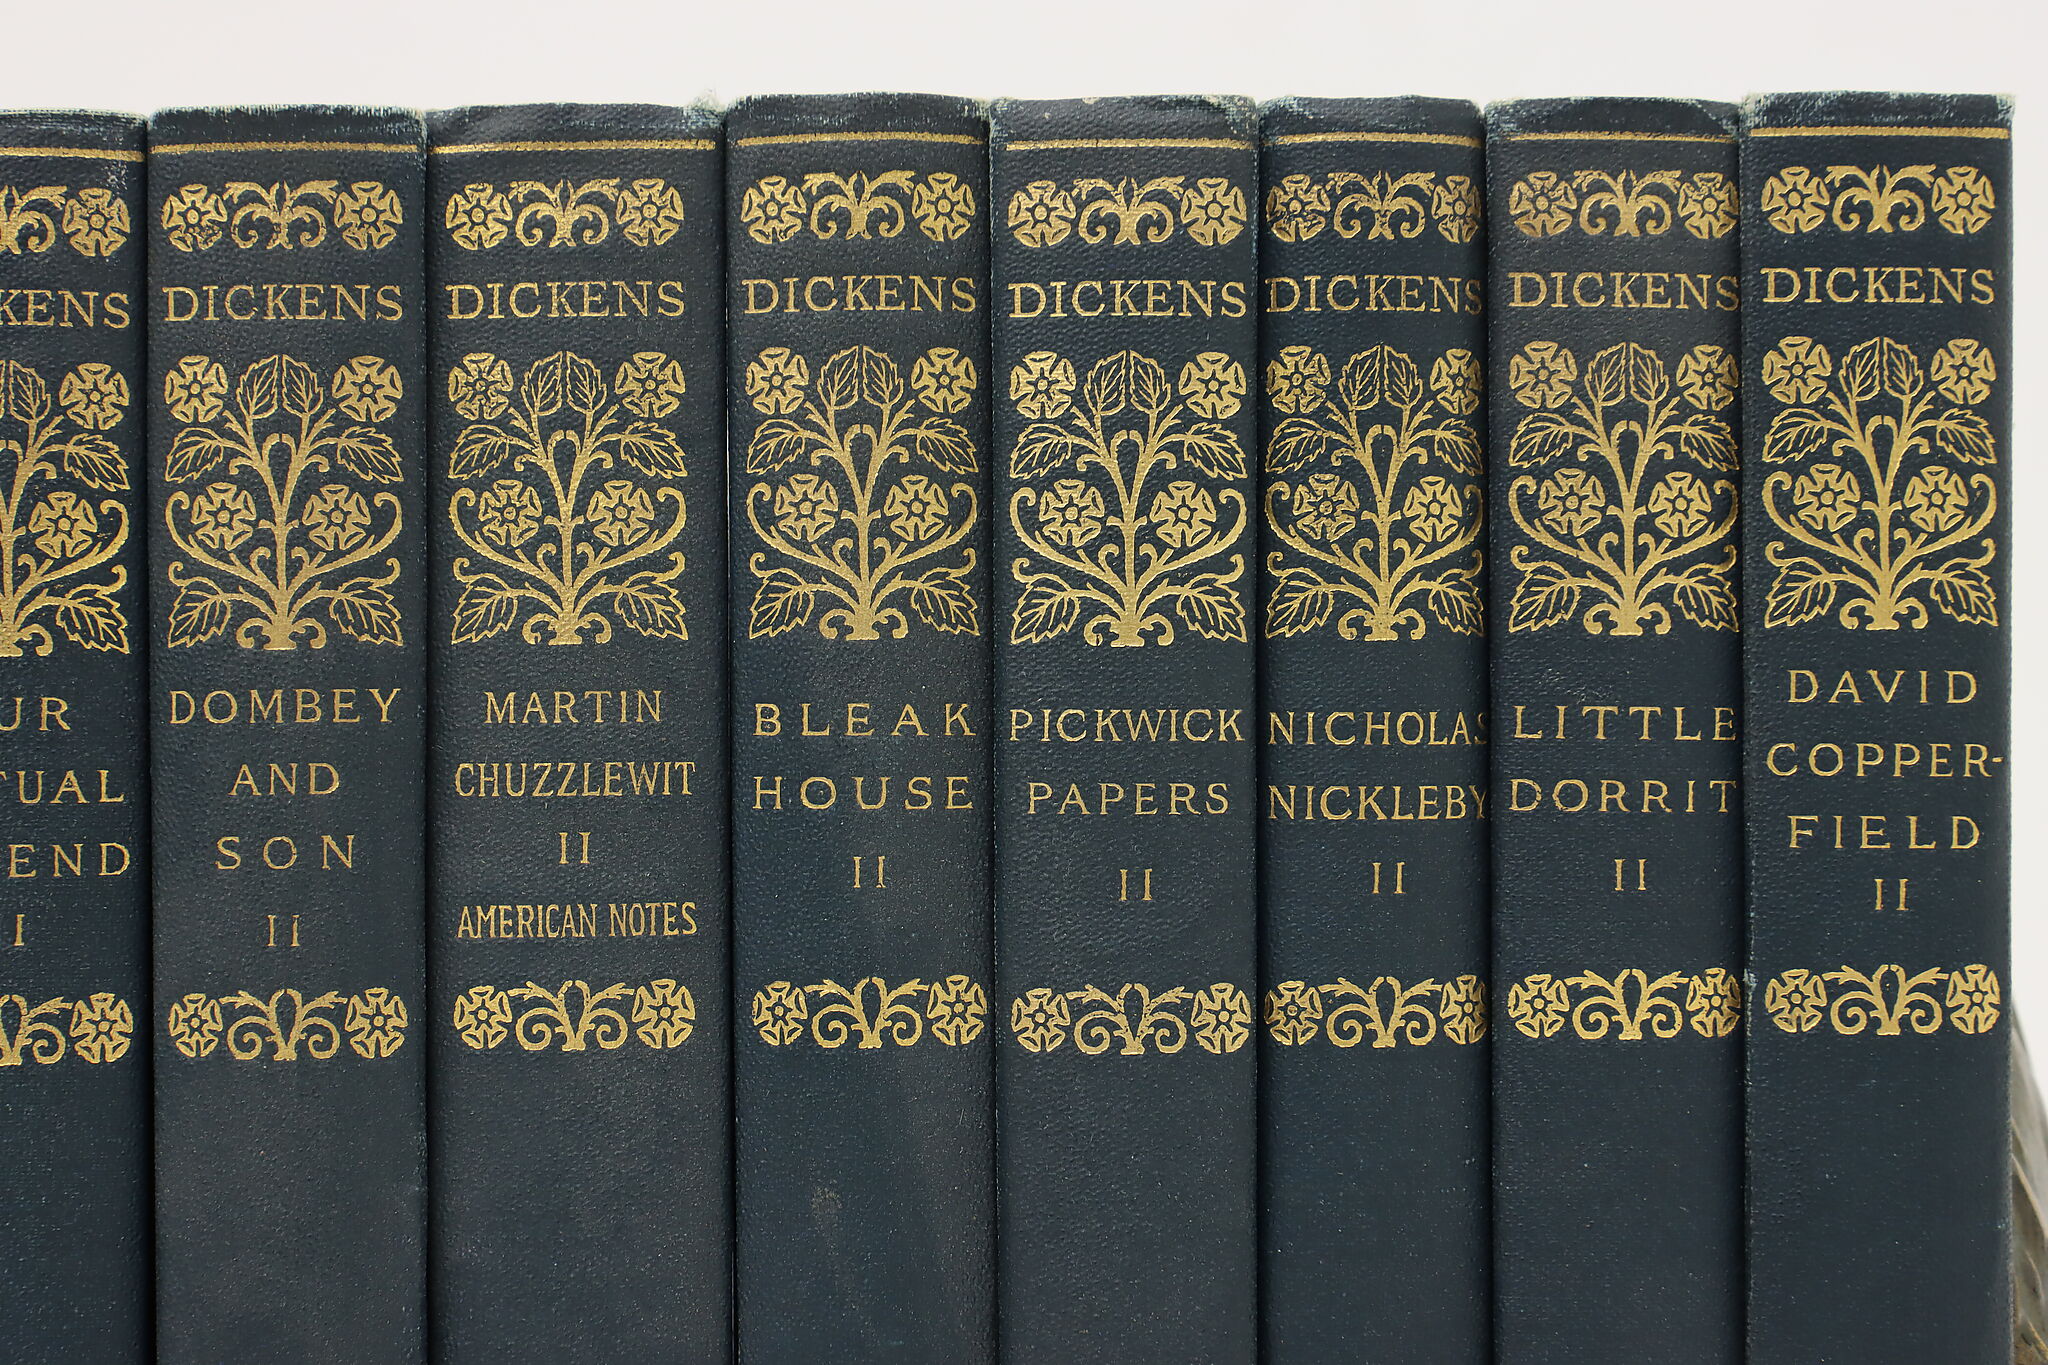 KENS
UR
TUAL
END
I
DICKENS
DOMBEY
AND
SON
II
DICKENS
MARTIN
CHUZZLEWIT
II
AMERICAN NOTES
DICKENS
BLEAK
HOUSE
II
DICKENS
PICKWICK
PAPERS
II
DICKENS
NICHOLAS
NICKLEBY
II
DICKENS
LITTLE
DORRIT
II
DICKENS
DAVID
COPPER-
FIELD
II